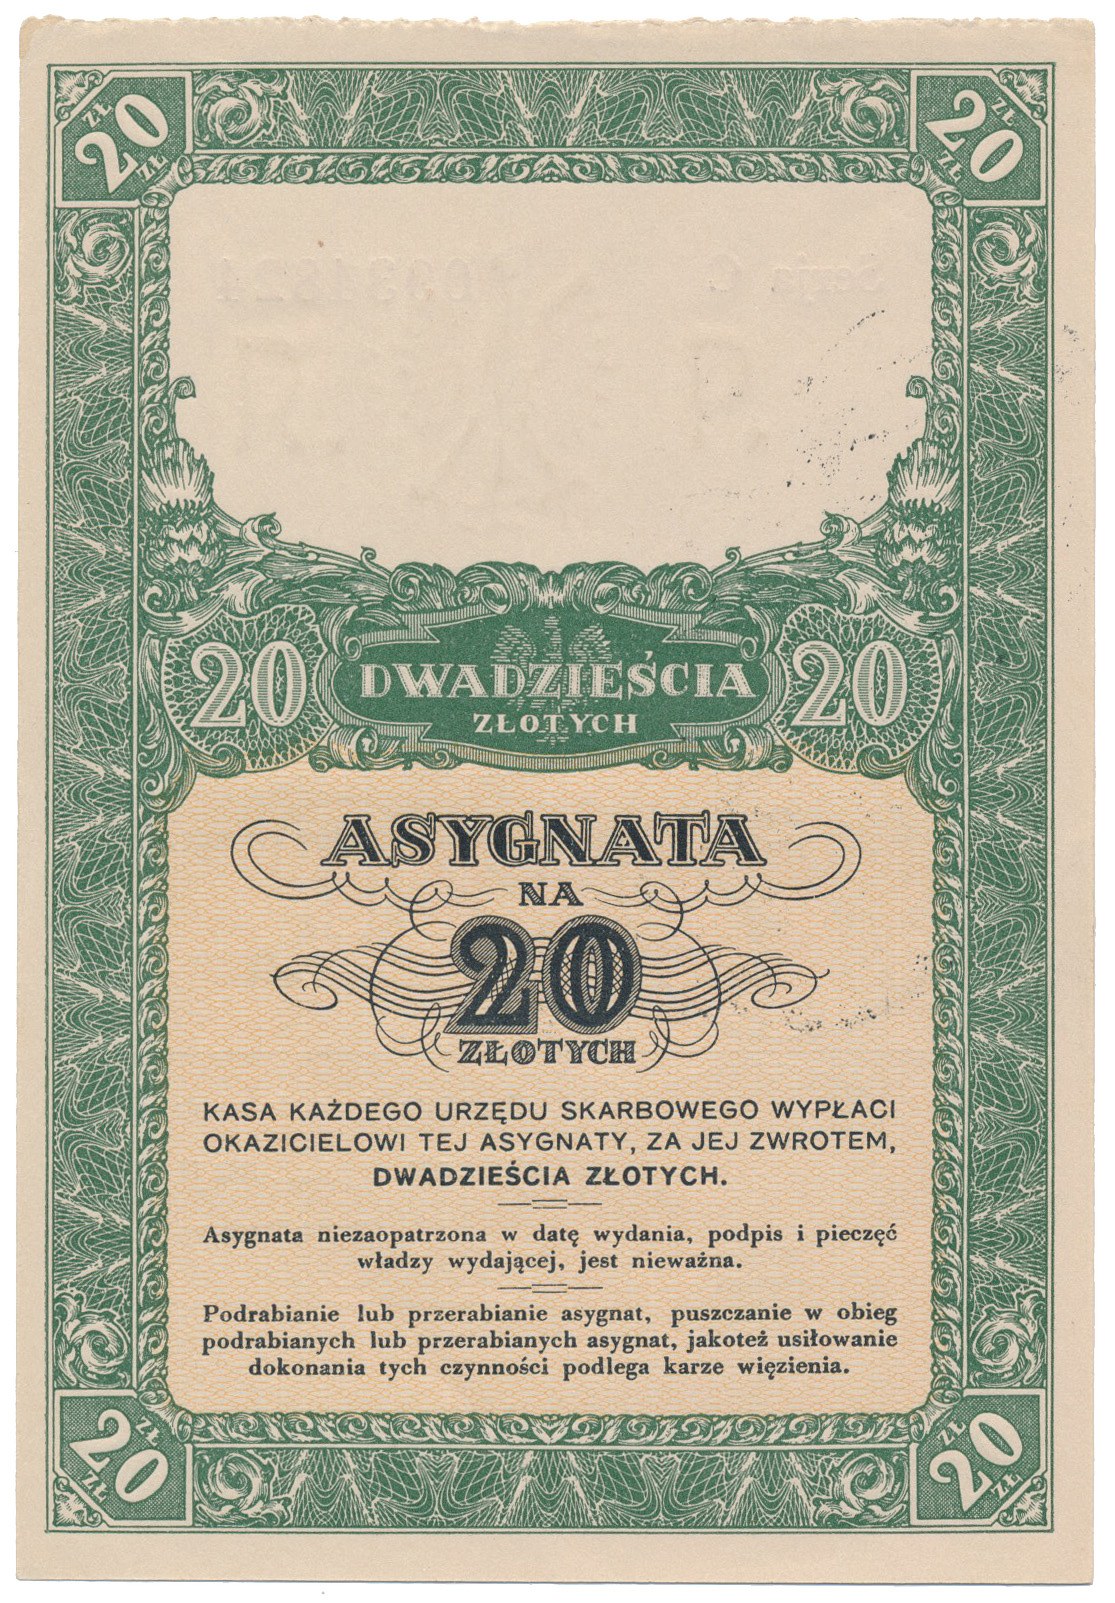 20 ZŁ ZŁ
20 ZŁ ZŁ
20
DWADZIEŚCIA
ZŁOTYCH
20
ASYGNATA
NA
20
ZŁOTYCH
KASA KAŻDEGO URZĘDU SKARBOWEGO WYPŁACI
OKAZICIELOWI TEJ ASYGNATY, ZA JEJ ZWROTEM,
DWADZIEŚCIA ZŁOTYCH.
Asygnata niezaopatrzona w datę wydania, podpis i pieczęć
władzy wydającej, jest nieważna.
Podrabianie lub przerabianie asygnat, puszczanie w obieg
podrabianych lub przerabianych asygnat, jakoteż usiłowanie
dokonania tych czynności podlega karze więzienia.
20 ZŁ ZŁ
20 ZŁ ZŁ